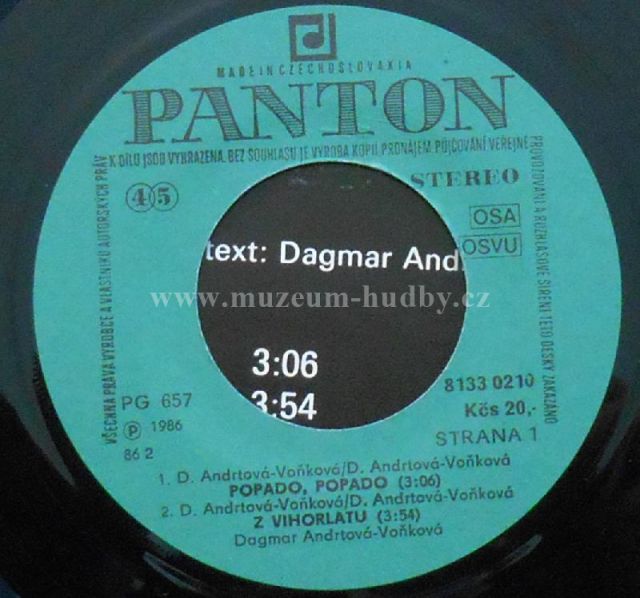 MADE IN CZECHOSLOVAKIA
PANTON
VŠECHNA PRÁVA VÝROBCE A VLASTNÍKŮ AUTORSKÝCH PRÁV
K DÍLU JSOU VYHRAZENA. BEZ SOUHLASU JE VÝROBA KOPIÍ, PRONÁJEM, PŮJČOVÁNÍ, VEŘEJNÉ
PROVOZOVÁNÍ A ROZHLASOVÉ ŠÍŘENÍ TÉTO DESKY ZAKÁZÁNO
STEREO
45
OSA
OSVU
text: Dagmar And
www.muzeum-hudby.cz
3:06
3:54
8133 0210
Kčs 20,-
STRANA 1
PG 657
Ⓟ 1986
86 2
1. D. Andrtová-Voňková/D. Andrtová-Voňková
POPADO, POPADO (3:06)
2. D. Andrtová-Voňková/D. Andrtová-Voňková
Z VIHORLATU (3:54)
Dagmar Andrtová-Voňková